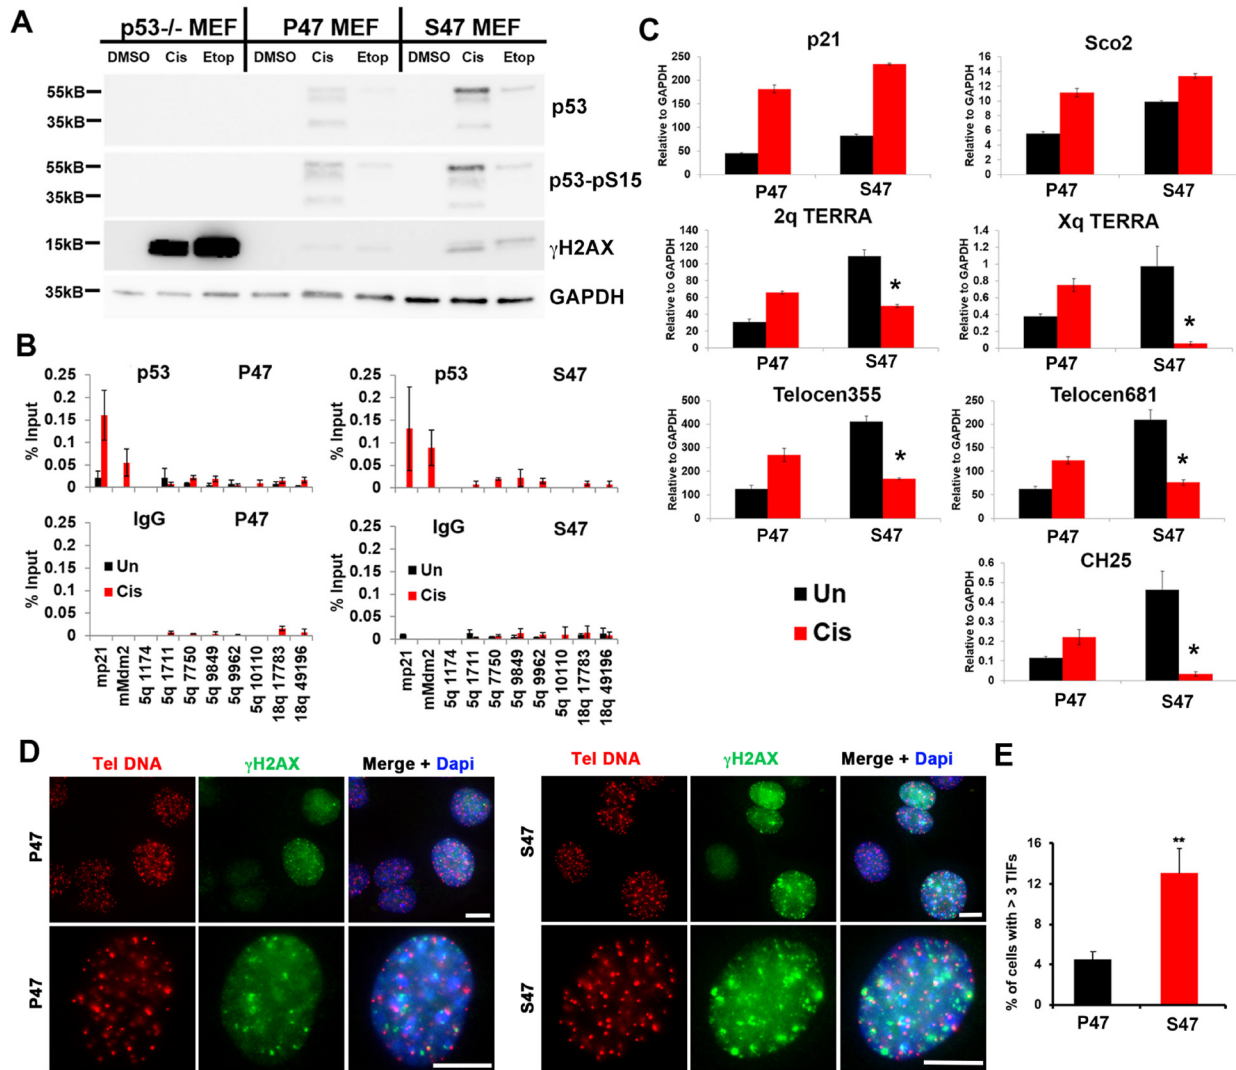 A
p53-/- MEF P47 MEF S47 MEF
DMSO Cis Etop DMSO Cis Etop DMSO Cis Etop
55kB
35kB
p53
55kB
35kB
p53-pS15
15kB
γH2AX
35kB
GAPDH
B
p53 P47
% Input
0.25
0.2
0.15
0.1
0.05
0
p53 S47
% Input
0.25
0.2
0.15
0.1
0.05
0
IgG P47
% Input
0.25
0.2
0.15
0.1
0.05
0
Un
Cis
mp21
mMdm2
5q 1174
5q 1711
5q 7750
5q 9849
5q 9962
5q 10110
18q 17783
18q 49196
IgG S47
% Input
0.25
0.2
0.15
0.1
0.05
0
mp21
mMdm2
5q 1174
5q 1711
5q 7750
5q 9849
5q 9962
5q 10110
18q 17783
18q 49196
C
p21
Relative to GAPDH
250
200
150
100
50
0
P47 S47
Sco2
Relative to GAPDH
16
14
12
10
8
6
4
2
0
P47 S47
2q TERRA
Relative to GAPDH
140
120
100
80
60
40
20
0
*
P47 S47
Xq TERRA
Relative to GAPDH
1.4
1.2
1
0.8
0.6
0.4
0.2
0
*
P47 S47
Telocen355
Relative to GAPDH
500
400
300
200
100
0
*
P47 S47
Telocen681
Relative to GAPDH
250
200
150
100
50
0
*
P47 S47
Un
Cis
CH25
Relative to GAPDH
0.6
0.5
0.4
0.3
0.2
0.1
0
*
P47 S47
D
Tel DNA γH2AX Merge + Dapi
P47
P47
Tel DNA γH2AX Merge + Dapi
S47
S47
E
% of cells with > 3 TIFs
16
12
8
4
0
**
P47 S47